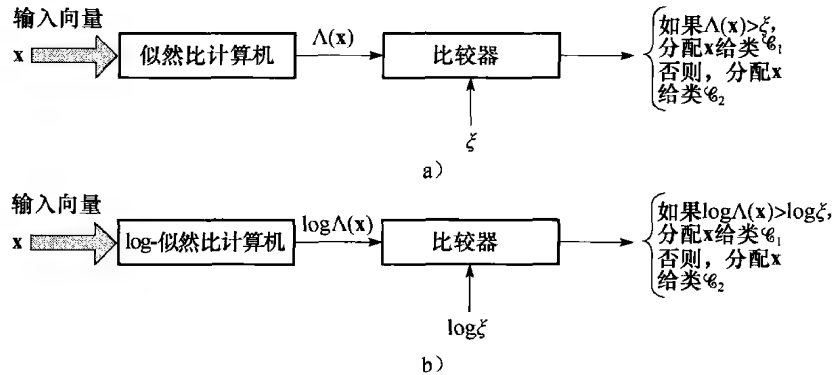 输入向量
x
似然比计算机
Λ(x)
比较器
ξ
如果Λ(x)>ξ,
分配x给类𝒞₁
否则，分配x
给类𝒞₂
a）
输入向量
x
log-似然比计算机
logΛ(x)
比较器
logξ
如果logΛ(x)>logξ,
分配x给类𝒞₁
否则，分配x
给类𝒞₂
b）